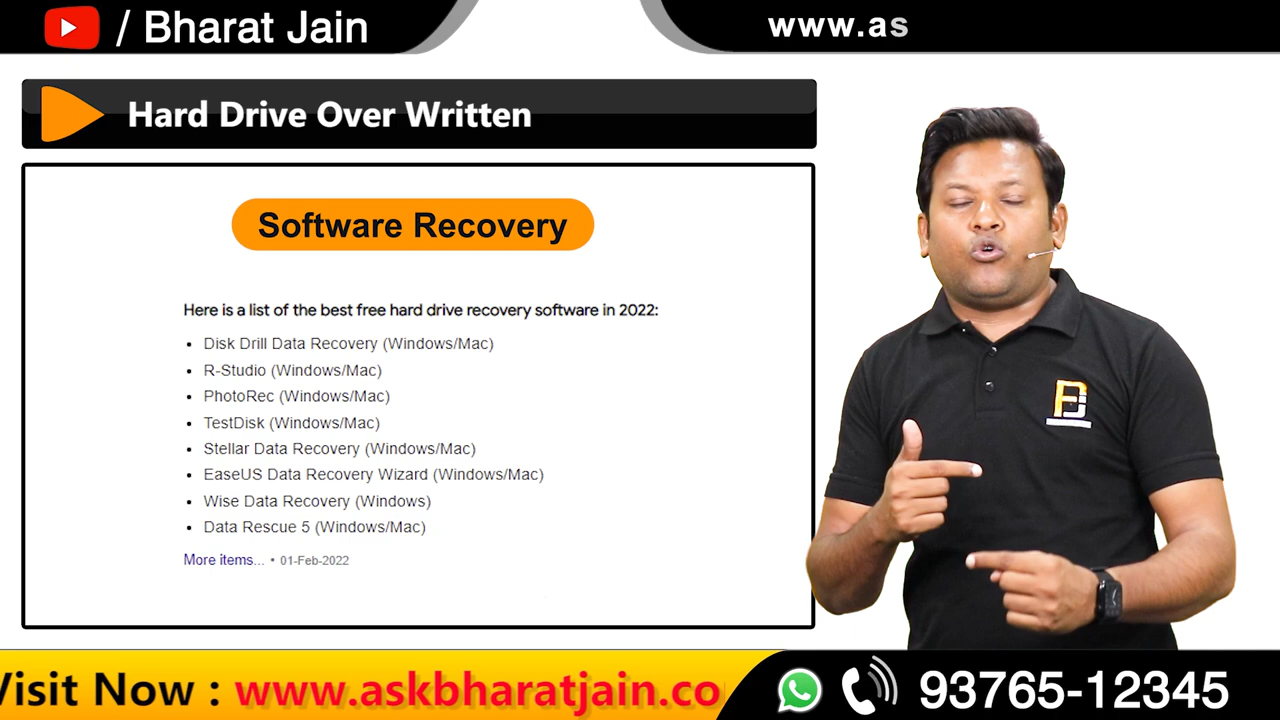 / Bharat Jain
www.as
Hard Drive Over Written
Software Recovery
Here is a list of the best free hard drive recovery software in 2022:
• Disk Drill Data Recovery (Windows/Mac)
• R-Studio (Windows/Mac)
• PhotoRec (Windows/Mac)
• TestDisk (Windows/Mac)
• Stellar Data Recovery (Windows/Mac)
• EaseUS Data Recovery Wizard (Windows/Mac)
• Wise Data Recovery (Windows)
• Data Rescue 5 (Windows/Mac)
More items... • 01-Feb-2022
Visit Now : www.askbharatjain.co
93765-12345